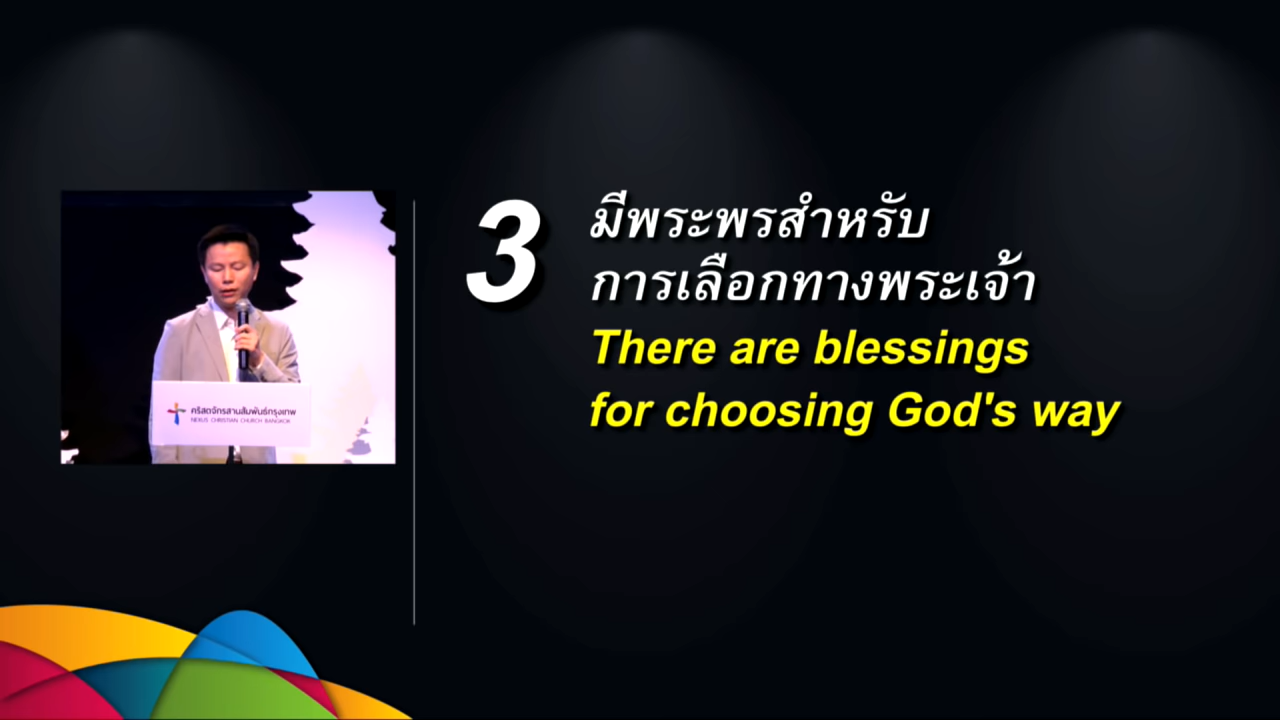 คริสตจักรสานสัมพันธ์กรุงเทพ
NEXUS CHRISTIAN CHURCH BANGKOK
3
มีพระพรสำหรับ
การเลือกทางพระเจ้า
There are blessings
for choosing God's way